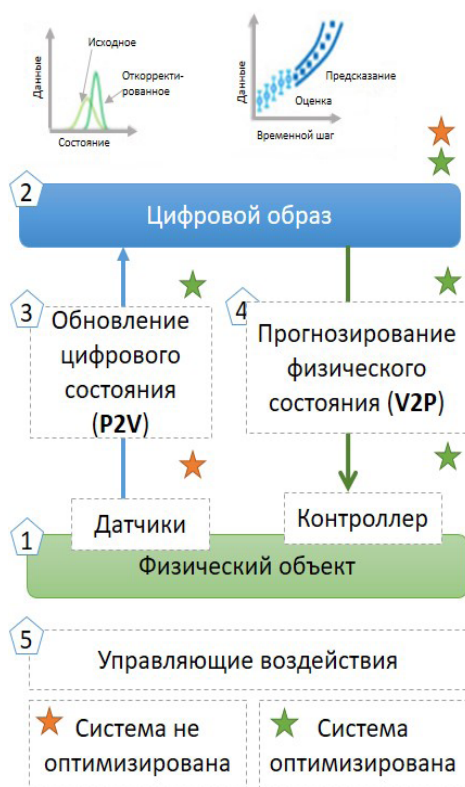 Данные
Исходное
Откорректи-
рованное
Состояние
Данные
Предсказание
Оценка
Временной шаг
2
Цифровой образ
3
Обновление
цифрового
состояния
(P2V)
4
Прогнозирование
физического
состояния (V2P)
Датчики
Контроллер
1
Физический объект
5
Управляющие воздействия
Система не
оптимизирована
Система
оптимизирована